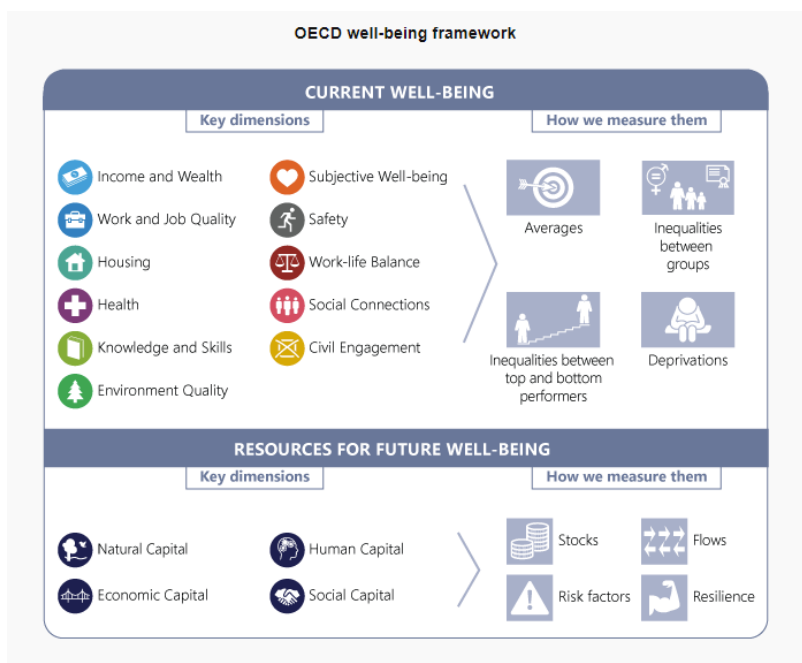 OECD well-being framework
CURRENT WELL-BEING
Key dimensions
How we measure them
Income and Wealth
Work and Job Quality
Housing
Health
Knowledge and Skills
Environment Quality
Subjective Well-being
Safety
Work-life Balance
Social Connections
Civil Engagement
Averages
Inequalities
between
groups
Inequalities between
top and bottom
performers
Deprivations
RESOURCES FOR FUTURE WELL-BEING
Key dimensions
How we measure them
Natural Capital
Economic Capital
Human Capital
Social Capital
Stocks
Flows
Risk factors
Resilience